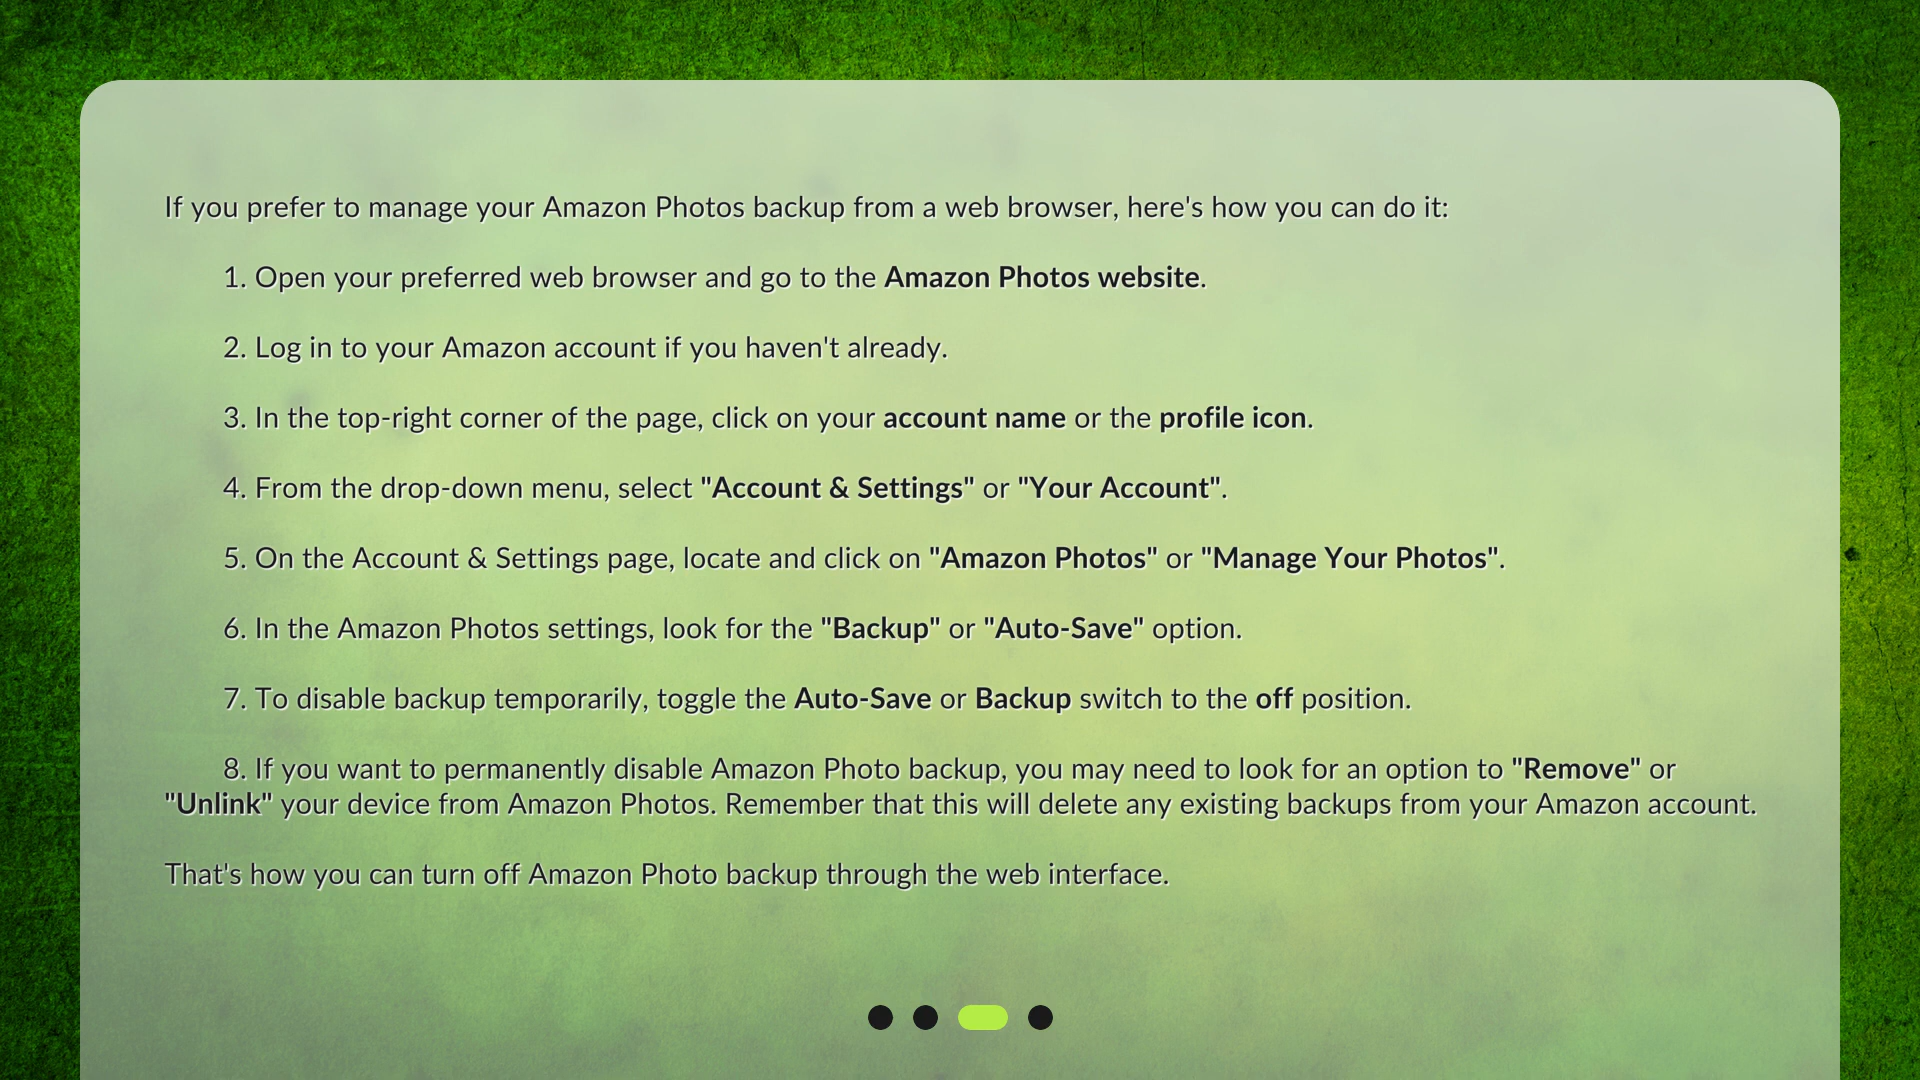 If you prefer to manage your Amazon Photos backup from a web browser, here's how you can do it:
1. Open your preferred web browser and go to the Amazon Photos website.
2. Log in to your Amazon account if you haven't already.
3. In the top-right corner of the page, click on your account name or the profile icon.
4. From the drop-down menu, select "Account & Settings" or "Your Account".
5. On the Account & Settings page, locate and click on "Amazon Photos" or "Manage Your Photos".
6. In the Amazon Photos settings, look for the "Backup" or "Auto-Save" option.
7. To disable backup temporarily, toggle the Auto-Save or Backup switch to the off position.
8. If you want to permanently disable Amazon Photo backup, you may need to look for an option to "Remove" or
"Unlink" your device from Amazon Photos. Remember that this will delete any existing backups from your Amazon account.
That's how you can turn off Amazon Photo backup through the web interface.